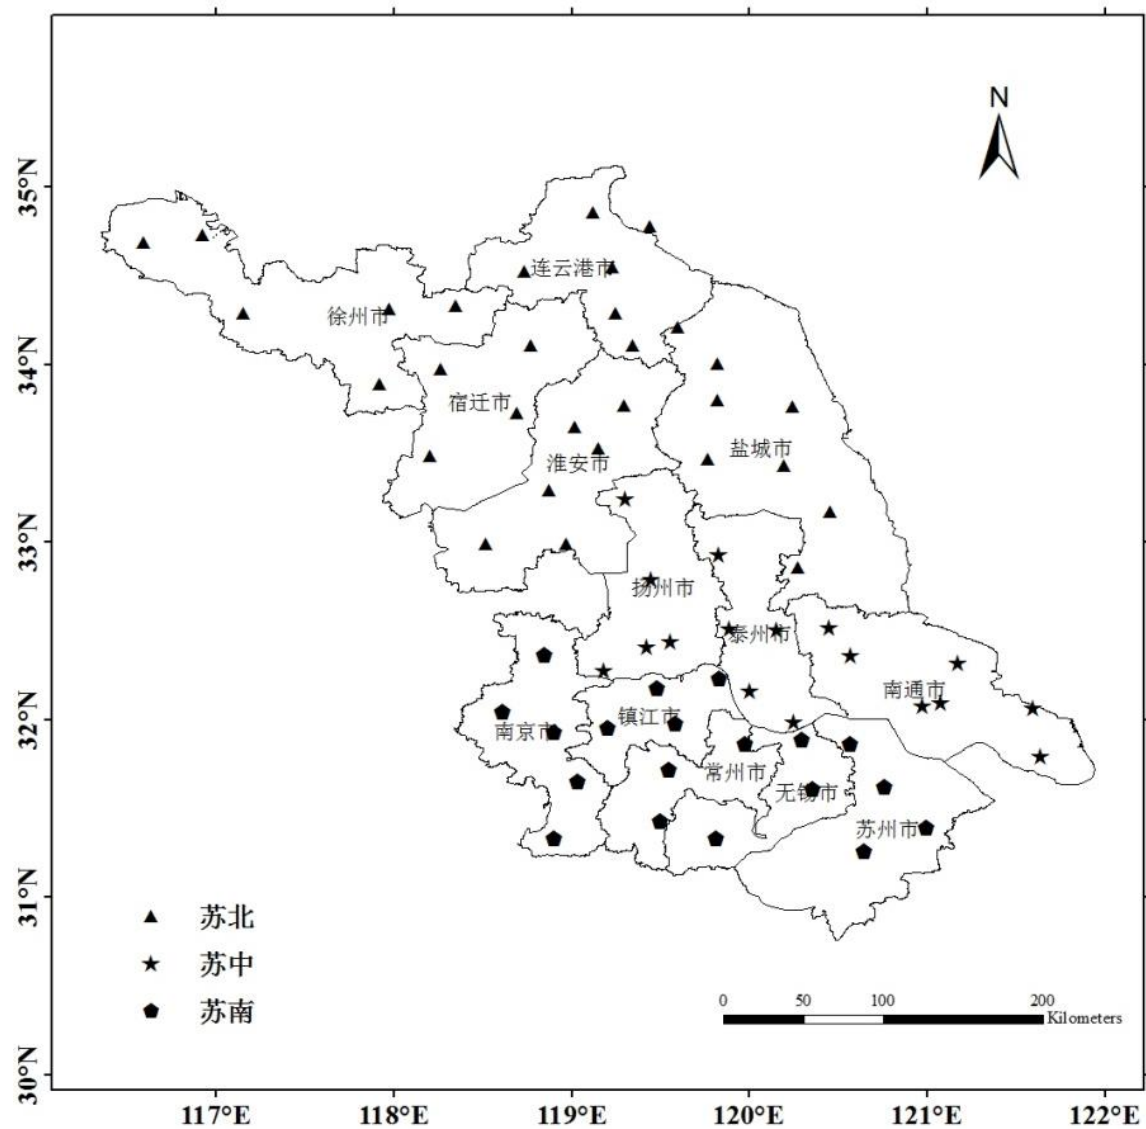 N
35°N
34°N
33°N
32°N
31°N
30°N
连云港市
徐州市
宿迁市
淮安市
盐城市
扬州市
泰州市
南通市
镇江市
南京市
常州市
无锡市
苏州市
苏北
苏中
苏南
0 50 100 200
Kilometers
117°E 118°E 119°E 120°E 121°E 122°E